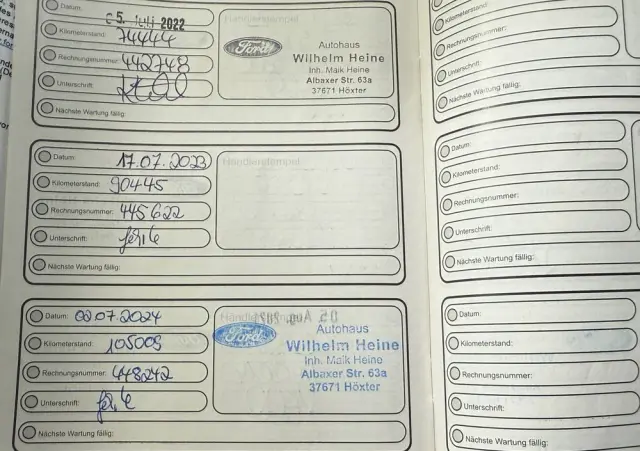 Datum: 05. JULI 2022
Händlerstempel
Kilometerstand: 74444
Rechnungsnummer: 442748
Unterschrift:
Nächste Wartung fällig:
Ford
Autohaus
Wilhelm Heine
Inh. Maik Heine
Albaxer Str. 63a
37671 Höxter
Datum: 17.07.2023
Händlerstempel
Kilometerstand: 90445
Rechnungsnummer: 445622
Unterschrift:
Nächste Wartung fällig:
Datum: 02.07.2024
Händlerstempel
Kilometerstand: 105009
Rechnungsnummer: 448242
Unterschrift:
Nächste Wartung fällig:
Ford
Autohaus
Wilhelm Heine
Inh. Maik Heine
Albaxer Str. 63a
37671 Höxter
Kilometerstand:
Rechnungsnummer:
Unterschrift:
Nächste Wartung fällig:
Datum:
Kilometerstand:
Rechnungsnummer:
Unterschrift:
Nächste Wartung fällig:
Datum:
Kilometerstand:
Rechnungsnummer:
Unterschrift:
Nächste Wartung fällig: